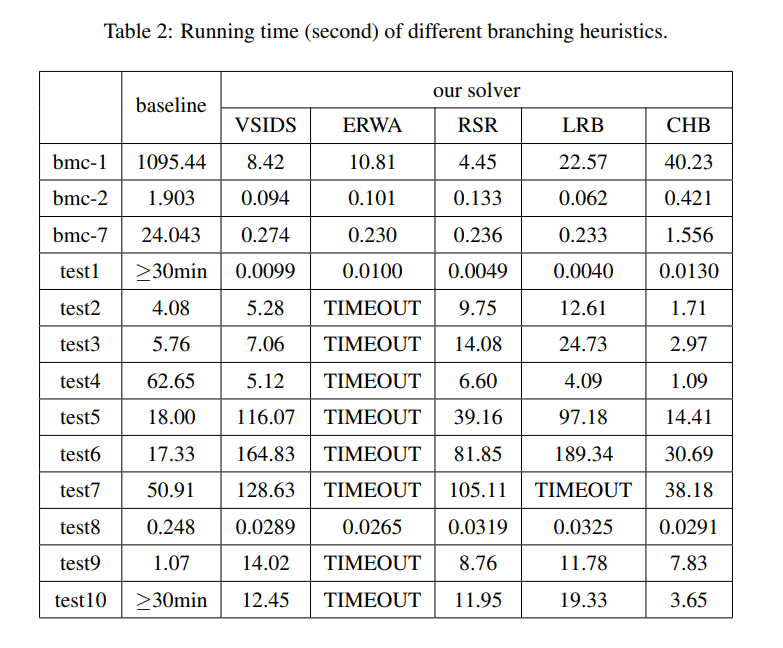 Table 2: Running time (second) of different branching heuristics.
baseline our solver
VSIDS ERWA RSR LRB CHB
bmc-1 1095.44 8.42 10.81 4.45 22.57 40.23
bmc-2 1.903 0.094 0.101 0.133 0.062 0.421
bmc-7 24.043 0.274 0.230 0.236 0.233 1.556
test1 ≥30min 0.0099 0.0100 0.0049 0.0040 0.0130
test2 4.08 5.28 TIMEOUT 9.75 12.61 1.71
test3 5.76 7.06 TIMEOUT 14.08 24.73 2.97
test4 62.65 5.12 TIMEOUT 6.60 4.09 1.09
test5 18.00 116.07 TIMEOUT 39.16 97.18 14.41
test6 17.33 164.83 TIMEOUT 81.85 189.34 30.69
test7 50.91 128.63 TIMEOUT 105.11 TIMEOUT 38.18
test8 0.248 0.0289 0.0265 0.0319 0.0325 0.0291
test9 1.07 14.02 TIMEOUT 8.76 11.78 7.83
test10 ≥30min 12.45 TIMEOUT 11.95 19.33 3.65